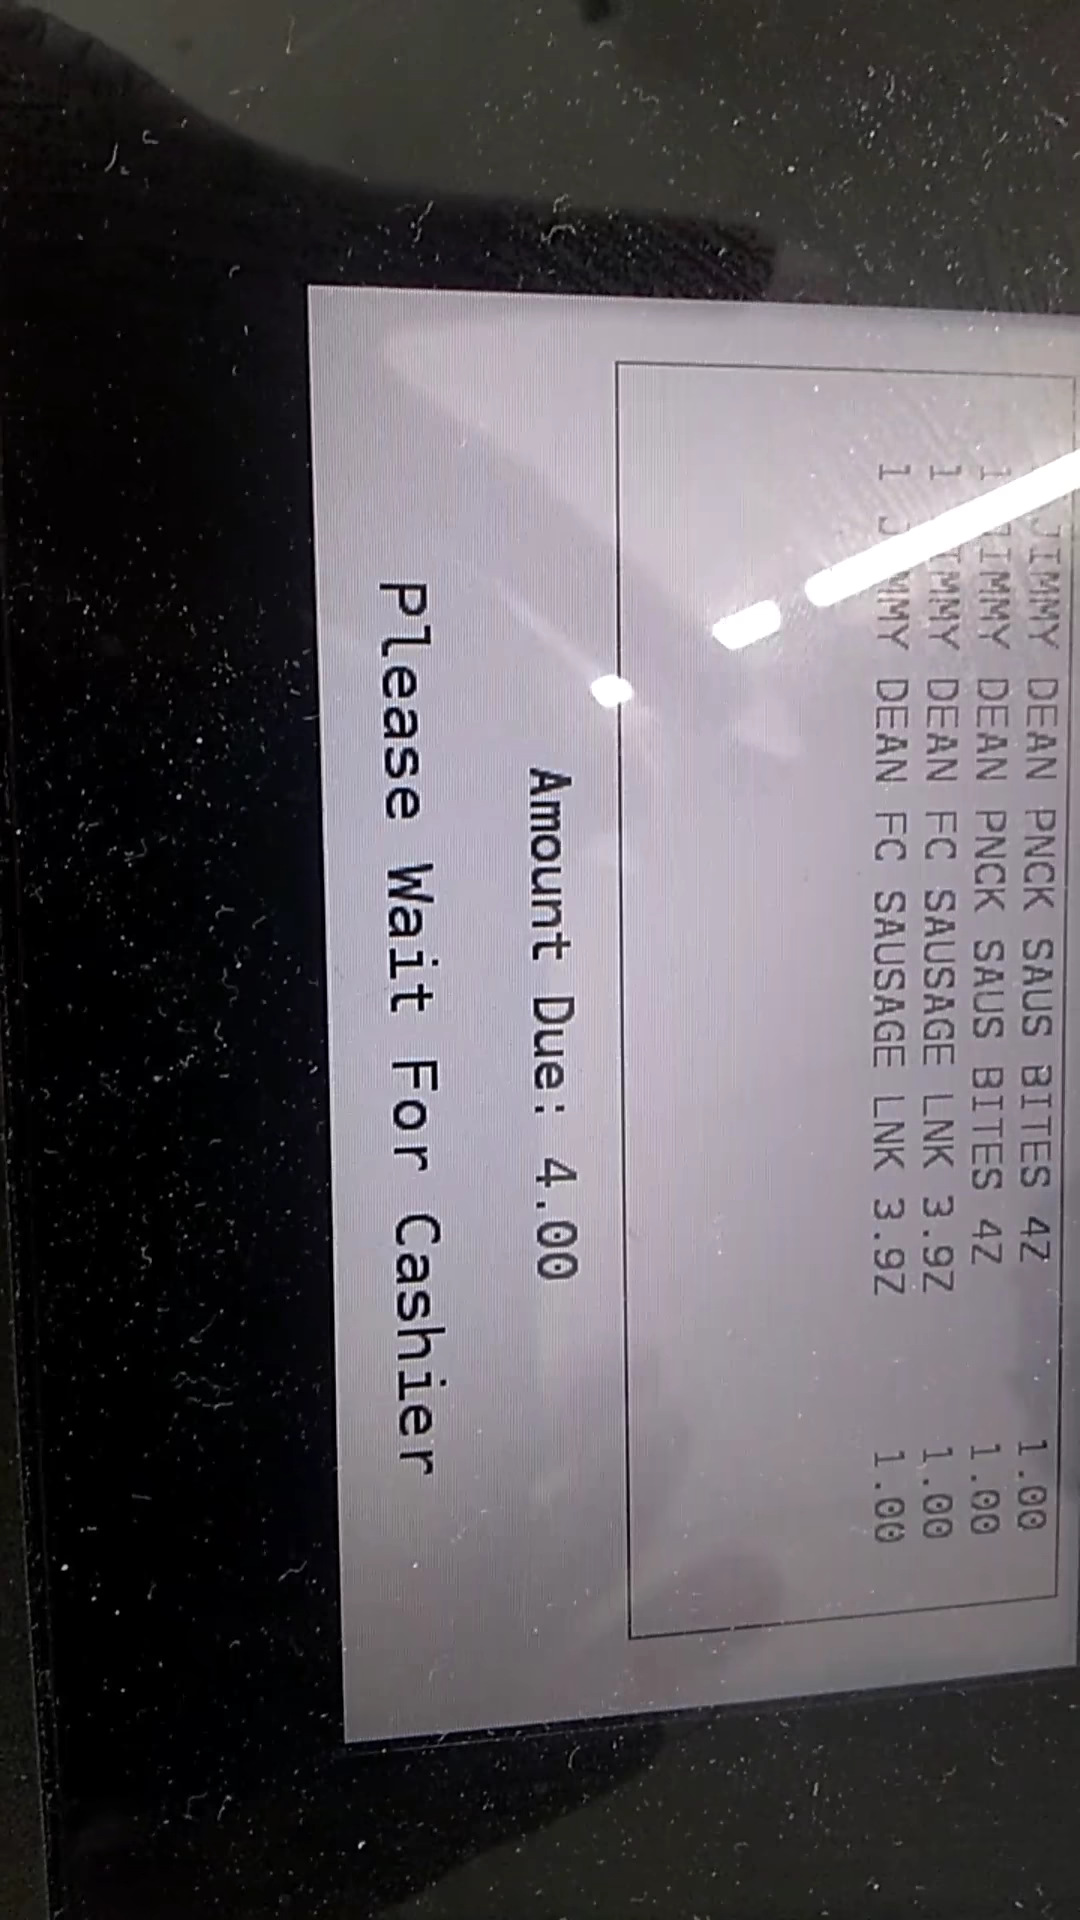 JIMMY DEAN PNCK SAUS BITES 4Z 1.00
1 JIMMY DEAN PNCK SAUS BITES 4Z 1.00
1 JIMMY DEAN FC SAUSAGE LNK 3.9Z 1.00
1 JIMMY DEAN FC SAUSAGE LNK 3.9Z 1.00
Amount Due: 4.00
Please Wait For Cashier